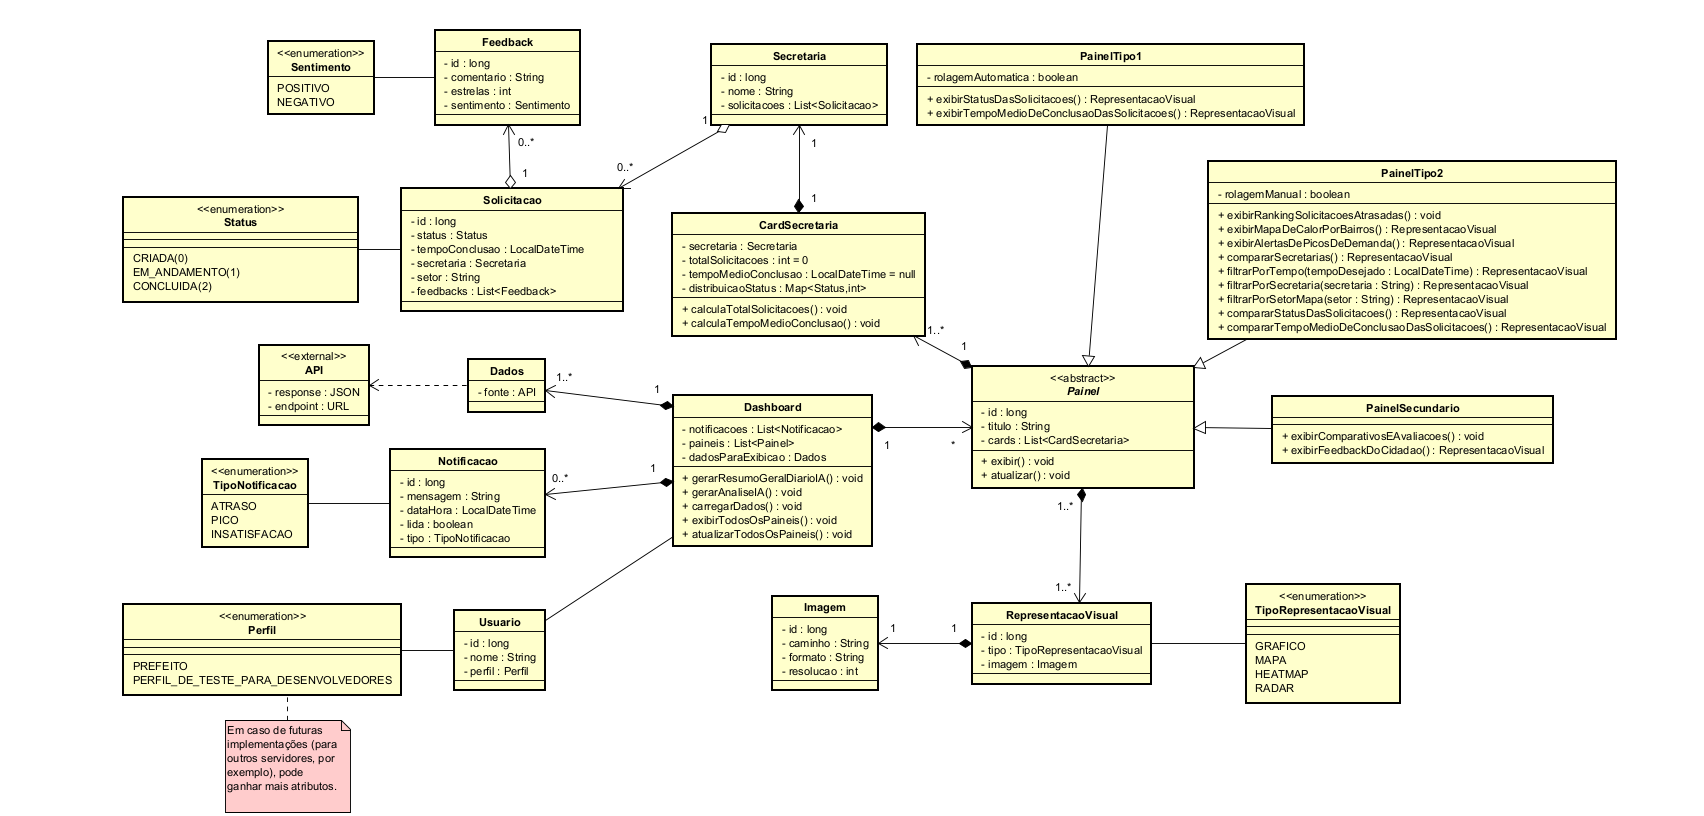 <<enumeration>>
Sentimento
POSITIVO
NEGATIVO
Feedback
- id : long
- comentario : String
- estrelas : int
- sentimento : Sentimento
0..*
1
Secretaria
- id : long
- nome : String
- solicitacoes : List<Solicitacao>
1
0..*
1
1
PainelTipo1
- rolagemAutomatica : boolean
+ exibirStatusDasSolicitacoes() : RepresentacaoVisual
+ exibirTempoMedioDeConclusaoDasSolicitacoes() : RepresentacaoVisual
PainelTipo2
- rolagemManual : boolean
+ exibirRankingSolicitacoesAtrasadas() : void
+ exibirMapaDeCalorPorBairros() : RepresentacaoVisual
+ exibirAlertasDePicosDeDemanda() : RepresentacaoVisual
+ compararSecretarias() : RepresentacaoVisual
+ filtrarPorTempo(tempoDesejado : LocalDateTime) : RepresentacaoVisual
+ filtrarPorSecretaria(secretaria : String) : RepresentacaoVisual
+ filtrarPorSetorMapa(setor : String) : RepresentacaoVisual
+ compararStatusDasSolicitacoes() : RepresentacaoVisual
+ compararTempoMedioDeConclusaoDasSolicitacoes() : RepresentacaoVisual
<<enumeration>>
Status
CRIADA(0)
EM_ANDAMENTO(1)
CONCLUIDA(2)
Solicitacao
- id : long
- status : Status
- tempoConclusao : LocalDateTime
- secretaria : Secretaria
- setor : String
- feedbacks : List<Feedback>
CardSecretaria
- secretaria : Secretaria
- totalSolicitacoes : int = 0
- tempoMedioConclusao : LocalDateTime = null
- distribuicaoStatus : Map<Status,int>
+ calculaTotalSolicitacoes() : void
+ calculaTempoMedioConclusao() : void
1..*
1
<<external>>
API
- response : JSON
- endpoint : URL
Dados
- fonte : API
1..*
1
Dashboard
- notificacoes : List<Notificacao>
- paineis : List<Painel>
- dadosParaExibicao : Dados
+ gerarResumoGeralDiarioIA() : void
+ gerarAnaliseIA() : void
+ carregarDados() : void
+ exibirTodosOsPaineis() : void
+ atualizarTodosOsPaineis() : void
1
*
<<abstract>>
Painel
- id : long
- titulo : String
- cards : List<CardSecretaria>
+ exibir() : void
+ atualizar() : void
PainelSecundario
+ exibirComparativosEAvaliacoes() : void
+ exibirFeedbackDoCidadao() : RepresentacaoVisual
<<enumeration>>
TipoNotificacao
ATRASO
PICO
INSATISFACAO
Notificacao
- id : long
- mensagem : String
- dataHora : LocalDateTime
- lida : boolean
- tipo : TipoNotificacao
0..*
1
1..*
1..*
<<enumeration>>
Perfil
PREFEITO
PERFIL_DE_TESTE_PARA_DESENVOLVEDORES
Usuario
- id : long
- nome : String
- perfil : Perfil
Imagem
- id : long
- caminho : String
- formato : String
- resolucao : int
1
1
RepresentacaoVisual
- id : long
- tipo : TipoRepresentacaoVisual
- imagem : Imagem
<<enumeration>>
TipoRepresentacaoVisual
GRAFICO
MAPA
HEATMAP
RADAR
Em caso de futuras
implementações (para
outros servidores, por
exemplo), pode
ganhar mais atributos.